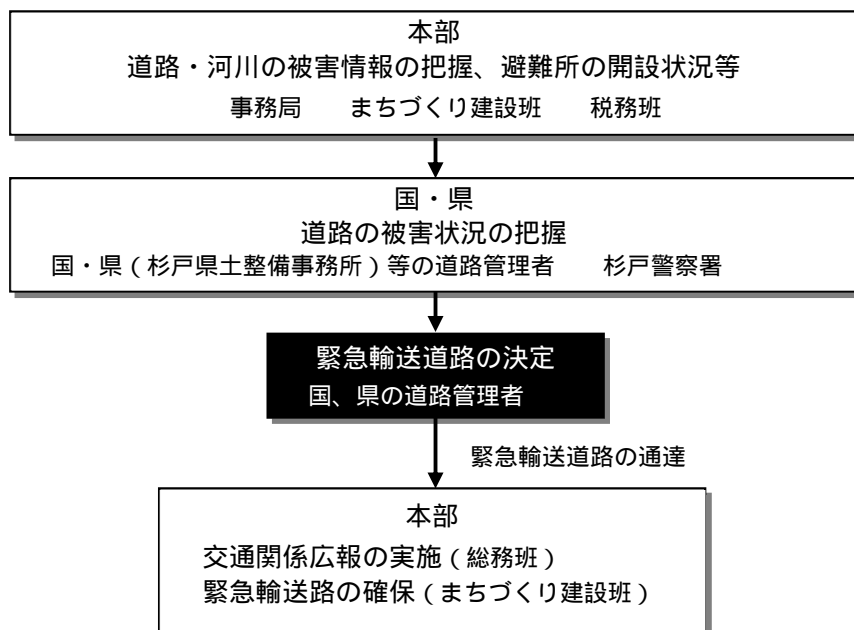 本部
道路・河川の被害情報の把握、避難所の開設状況等
事務局　　まちづくり建設班　　税務班
国・県
道路の被害状況の把握
国・県（杉戸県土整備事務所）等の道路管理者　　杉戸警察署
緊急輸送道路の決定
国、県の道路管理者
緊急輸送道路の通達
本部
交通関係広報の実施（総務班）
緊急輸送路の確保（まちづくり建設班）